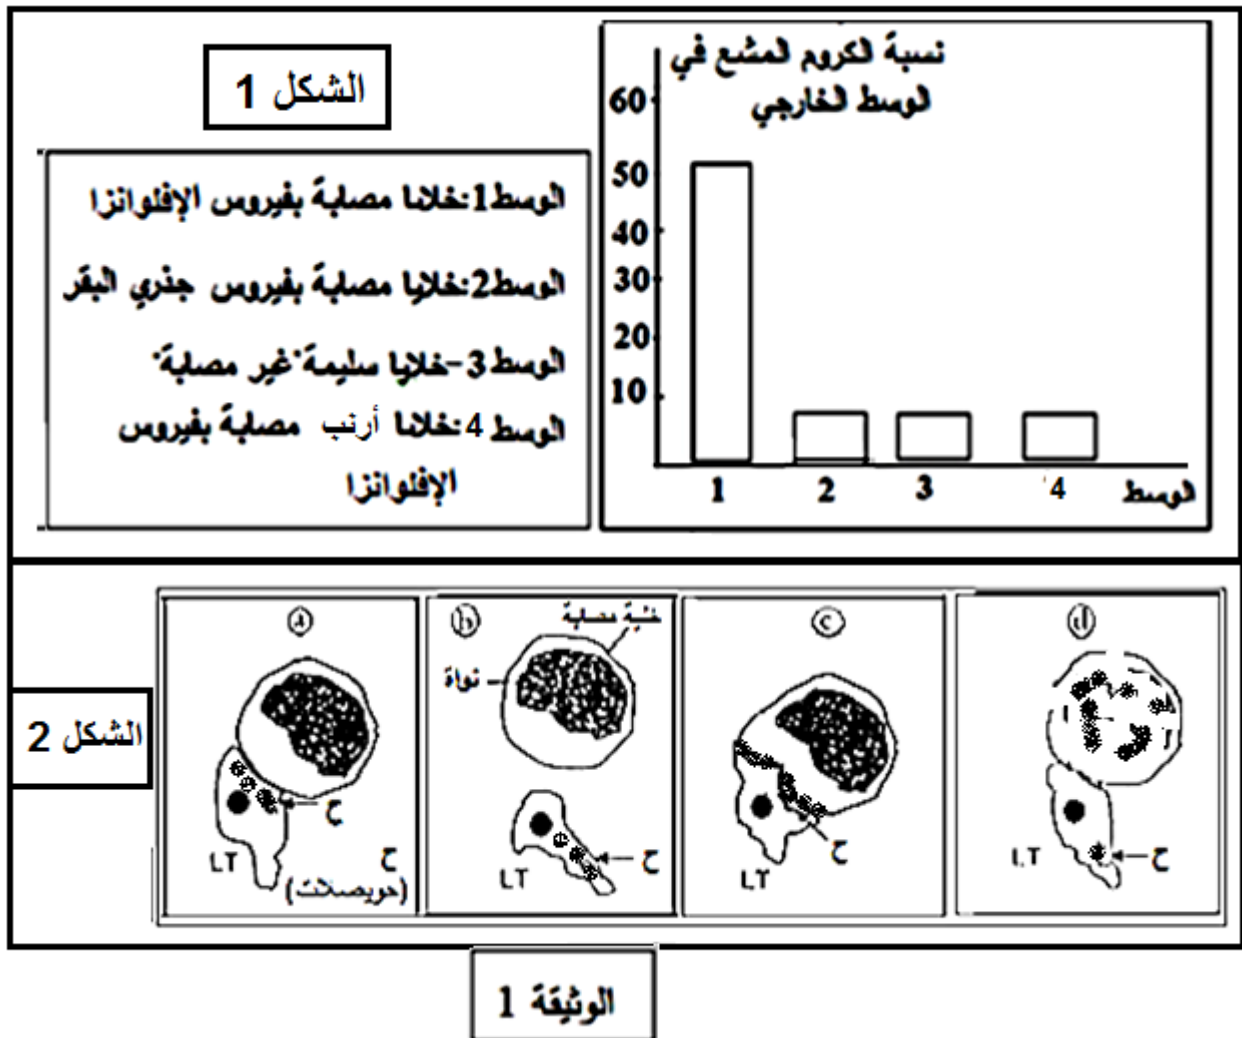 الشكل 1
نسبة الكروم المشع في
الوسط الخارجي
60
50
40
30
20
10
1
2
3
4
الوسط
الوسط1:خلايا مصابة بفيروس الإفلوانزا
الوسط2:خلايا مصابة بفيروس جذري البقر
الوسط3-خلايا سليمة"غير مصابة"
الوسط4:خلايا أرنب مصابة بفيروس
الإفلوانزا
الشكل 2
a
ح
LT
ح
(حويصلات)
b
خلية مصابة
نواة
ح
LT
c
ح
LT
d
ح
LT
الوثيقة 1